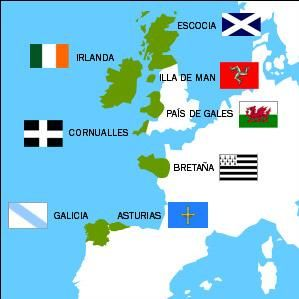 ESCOCIA
IRLANDA
ILLA DE MAN
PAÍS DE GALES
CORNUALLES
BRETAÑA
GALICIA
ASTURIAS